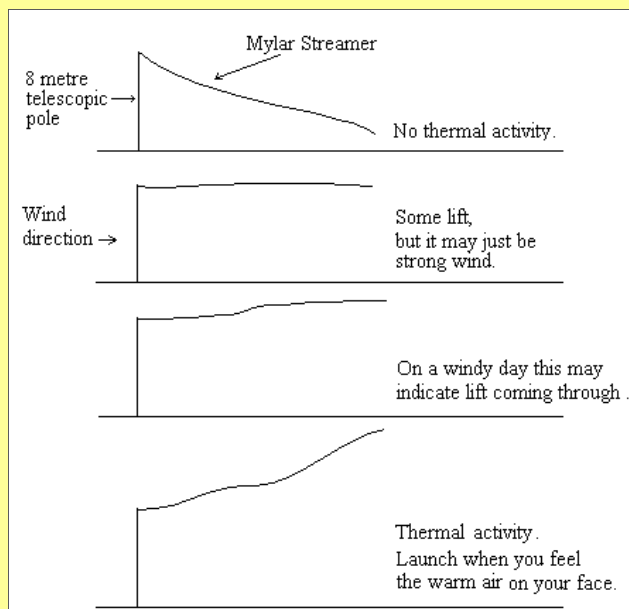 Mylar Streamer
8 metre
telescopic
pole
No thermal activity.
Wind
direction
Some lift,
but it may just be
strong wind.
On a windy day this may
indicate lift coming through .
Thermal activity.
Launch when you feel
the warm air on your face.